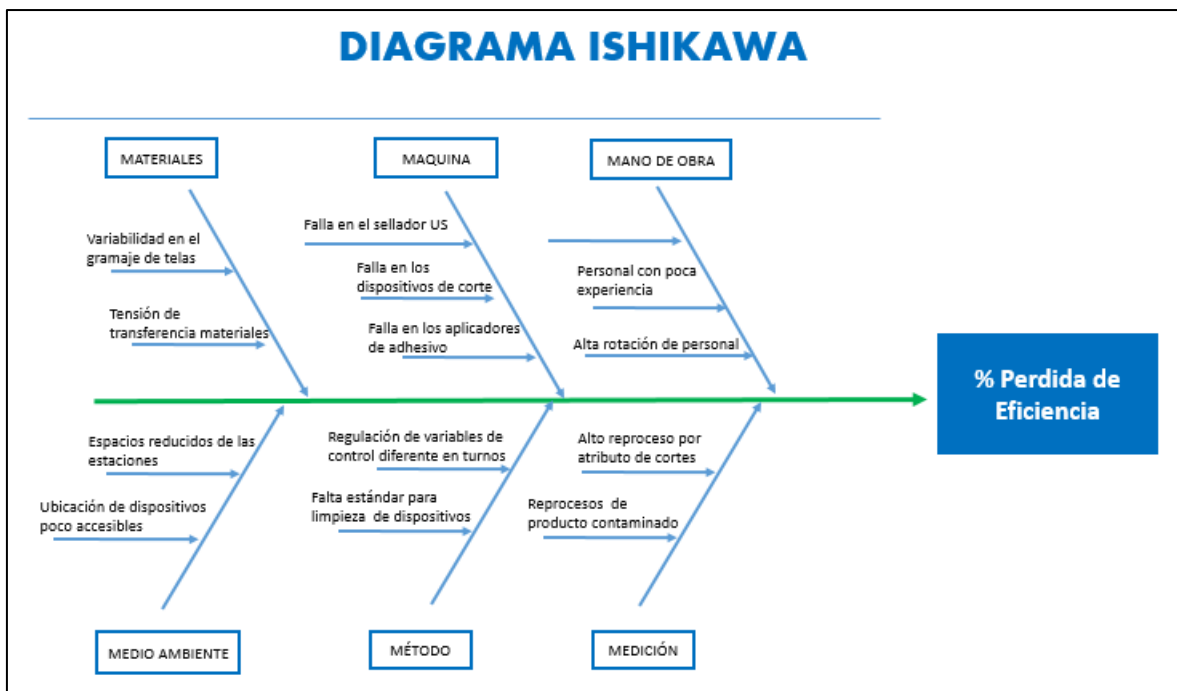 DIAGRAMA ISHIKAWA
MATERIALES
MAQUINA
MANO DE OBRA
Variabilidad en el
gramaje de telas
Tensión de
transferencia materiales
Falla en el sellador US
Falla en los
dispositivos de corte
Falla en los aplicadores
de adhesivo
Personal con poca
experiencia
Alta rotación de personal
% Perdida de
Eficiencia
Espacios reducidos de las
estaciones
Ubicación de dispositivos
poco accesibles
Regulación de variables de
control diferente en turnos
Falta estándar para
limpieza de dispositivos
Alto reproceso por
atributo de cortes
Reprocesos de
producto contaminado
MEDIO AMBIENTE
MÉTODO
MEDICIÓN